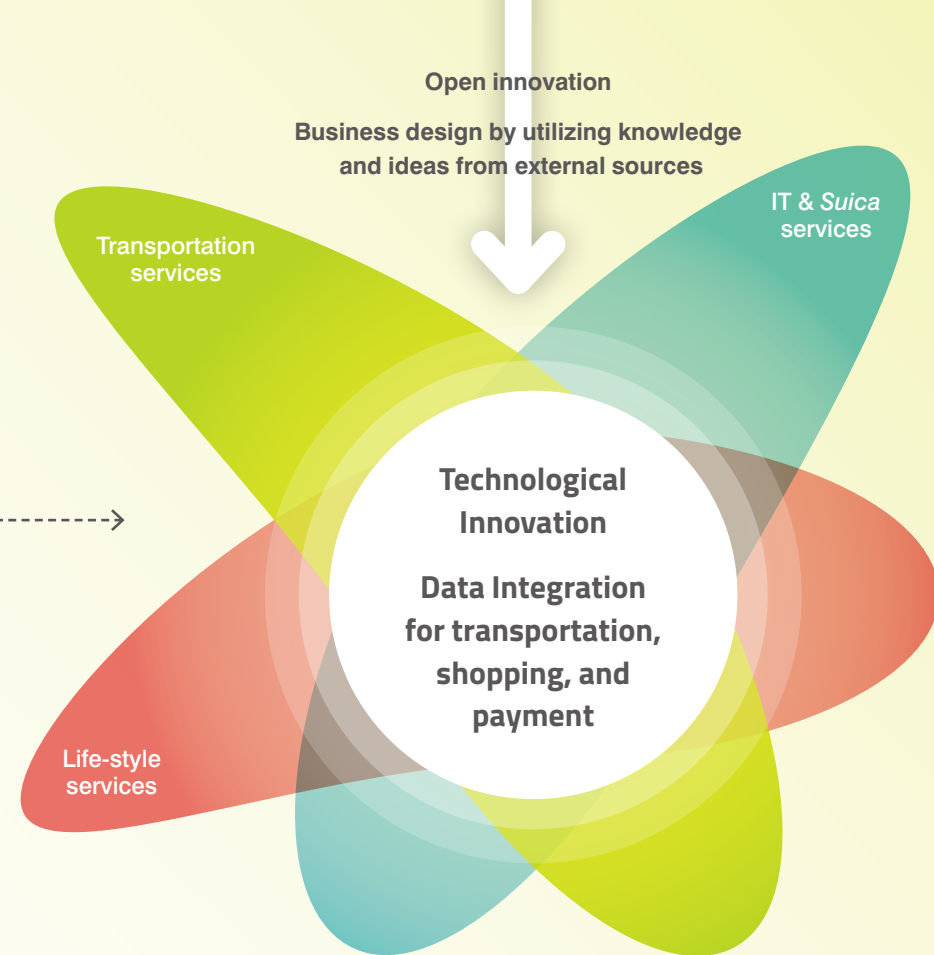 Open innovation
Business design by utilizing knowledge
and ideas from external sources
IT & Suica
services
Transportation
services
Technological
Innovation
Data Integration
for transportation,
shopping, and
payment
Life-style
services